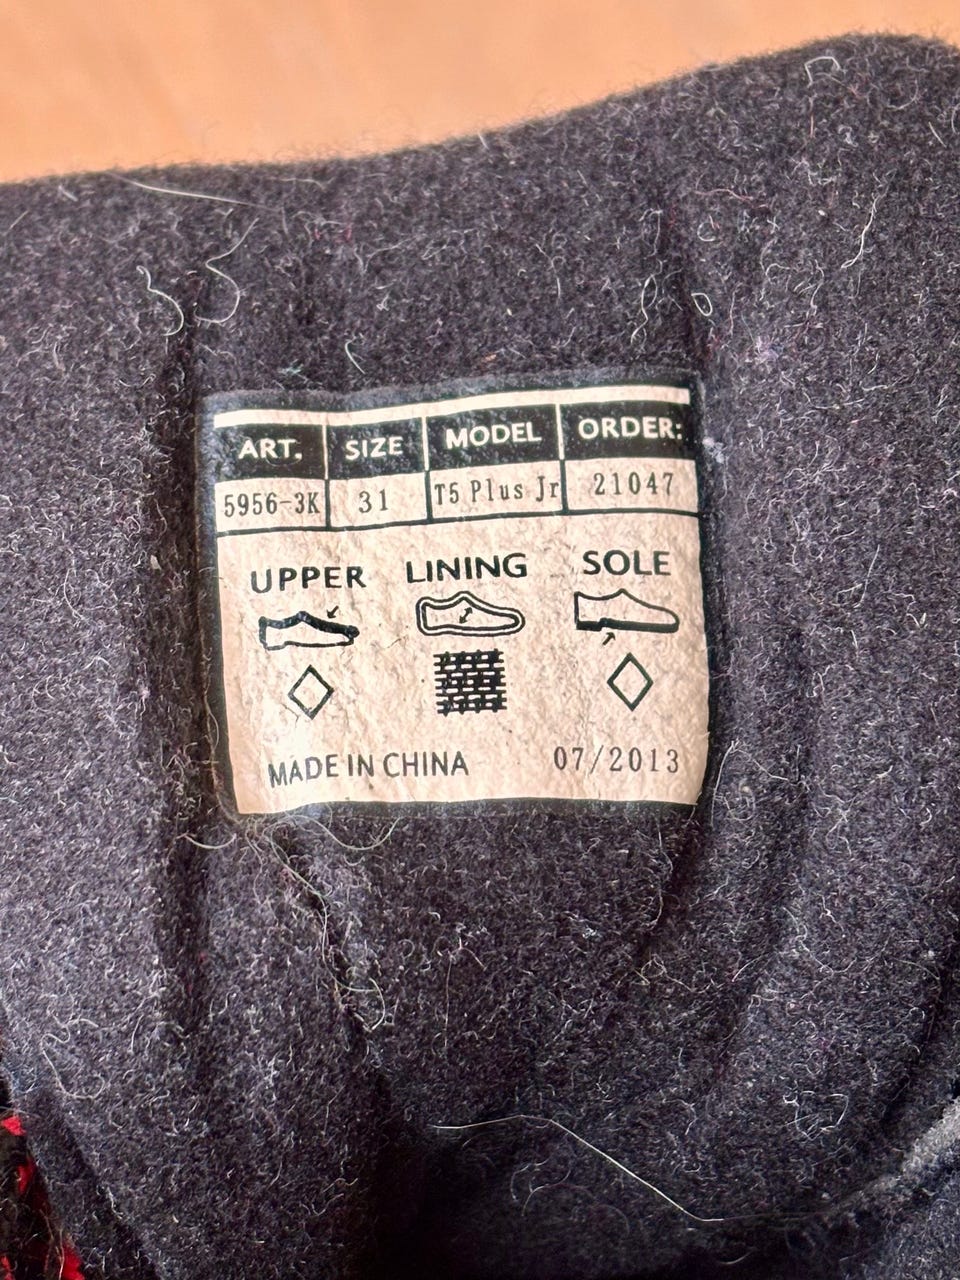 ART. SIZE MODEL ORDER:
5956-3K 31 T5 Plus Jr 21047
UPPER LINING SOLE
MADE IN CHINA 07/2013